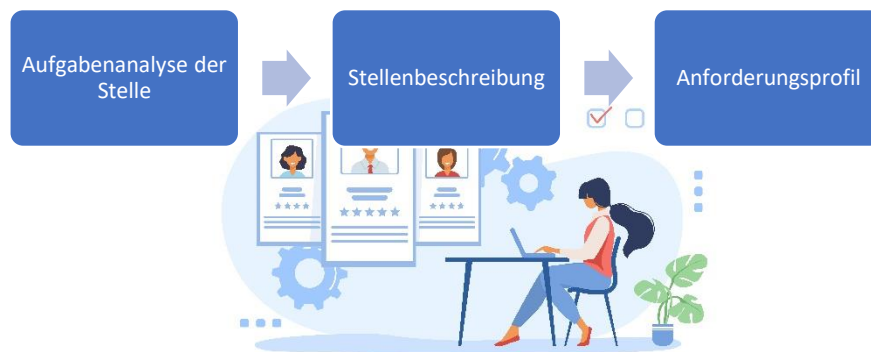 Aufgabenanalyse der
Stelle
Stellenbeschreibung
Anforderungsprofil